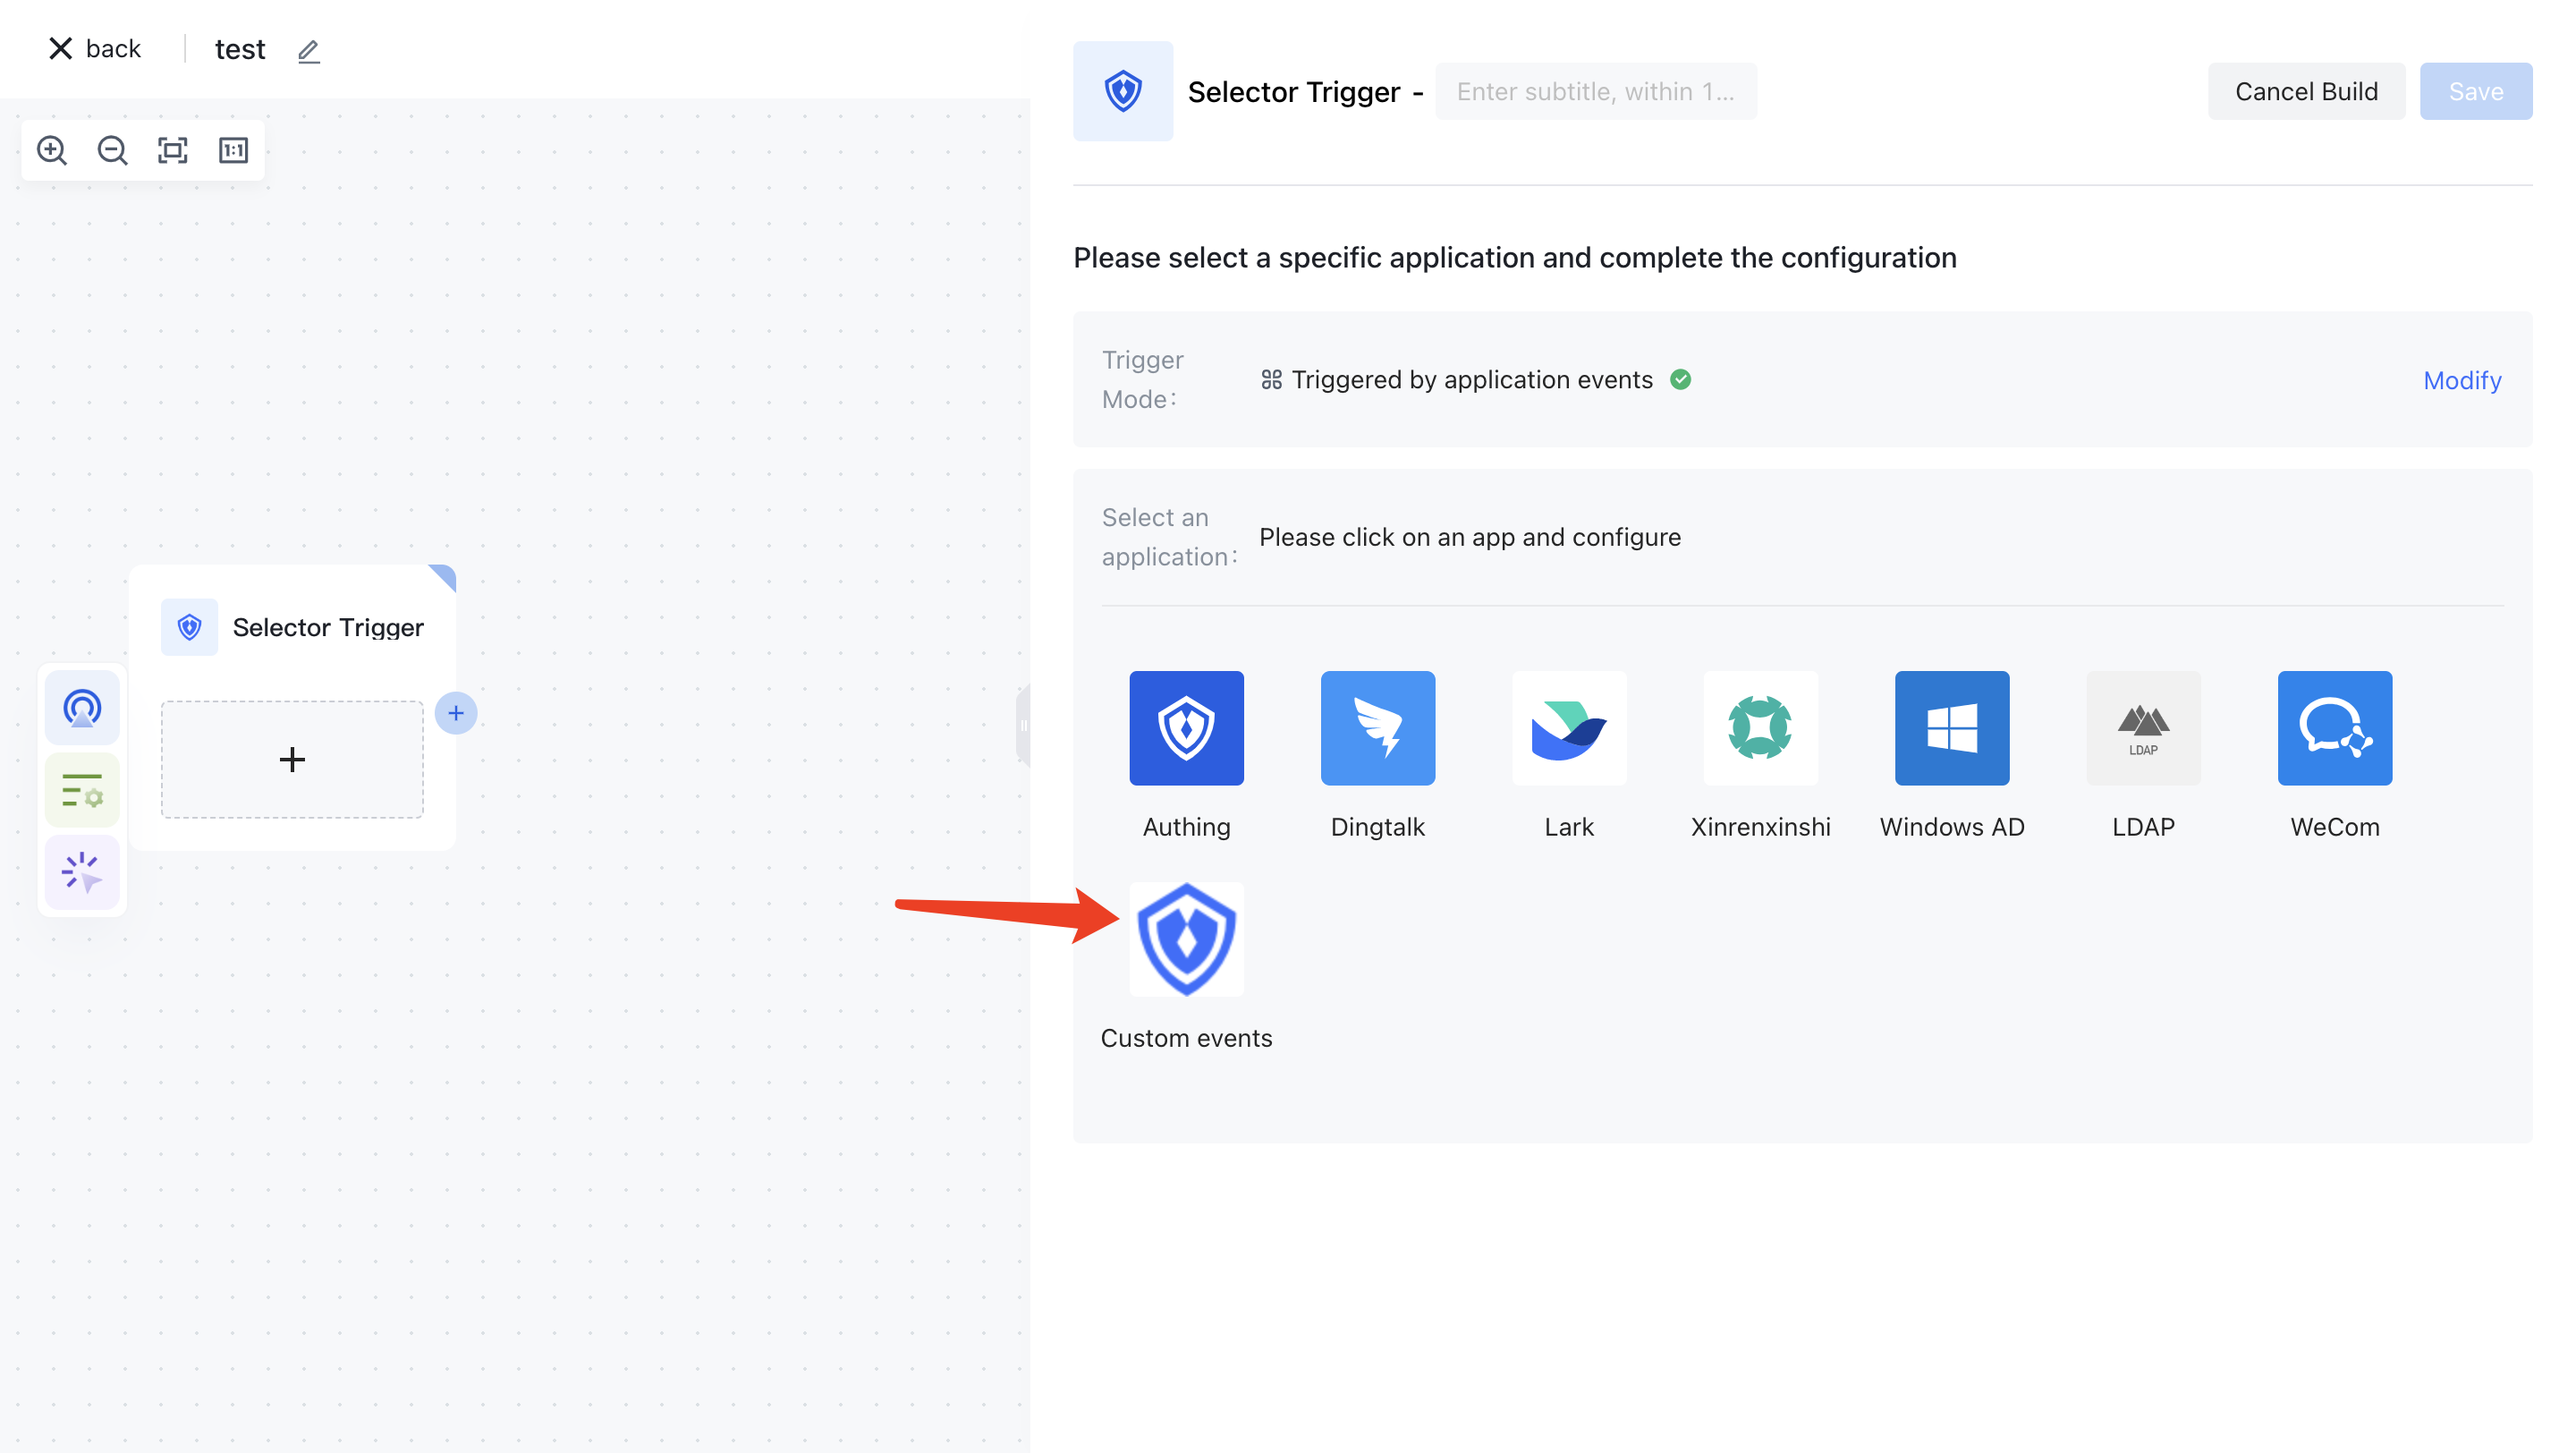 back
test
1:1
Selector Trigger -
Enter subtitle, within 1...
Cancel Build
Save
Please select a specific application and complete the configuration
Trigger
Mode:
Triggered by application events
Modify
Select an
application:
Please click on an app and configure
Selector Trigger
LDAP
Authing
Dingtalk
Lark
Xinrenxinshi
Windows AD
LDAP
WeCom
Custom events